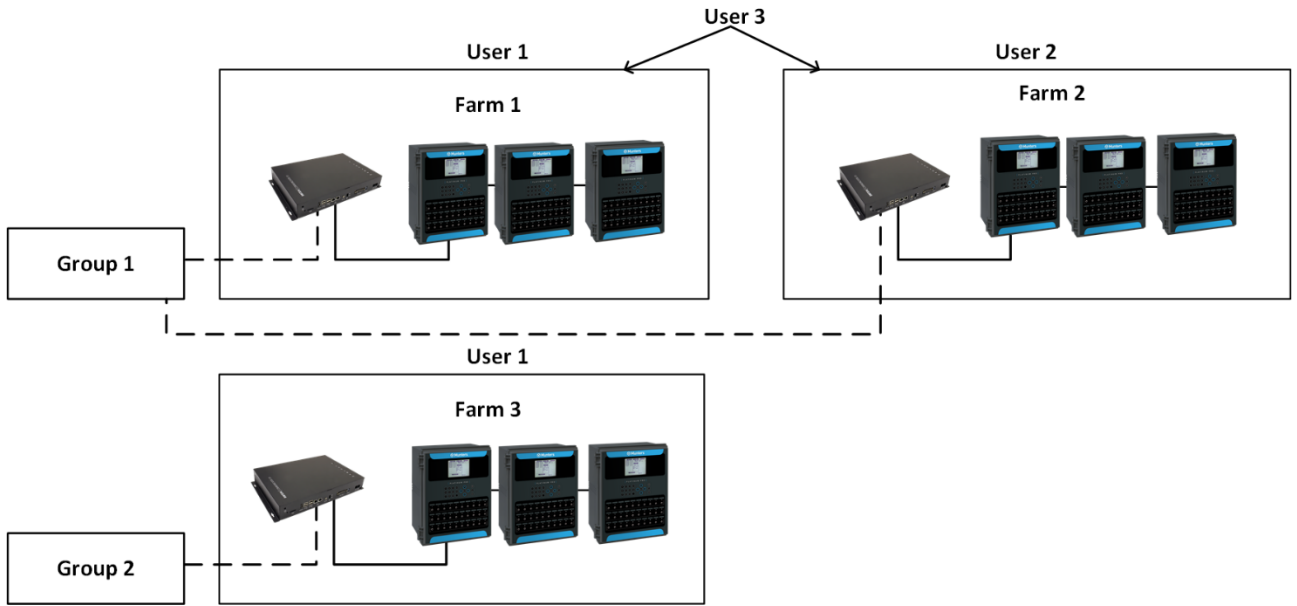 User 3
User 1
User 2
Farm 1
Farm 2
Group 1
User 1
Farm 3
Group 2